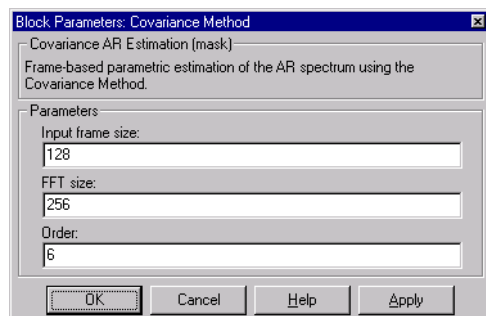 Block Parameters: Covariance Method
Covariance AR Estimation (mask)
Frame-based parametric estimation of the AR spectrum using the
Covariance Method.
Parameters
Input frame size:
128
FFT size:
256
Order:
6
OK Cancel Help Apply